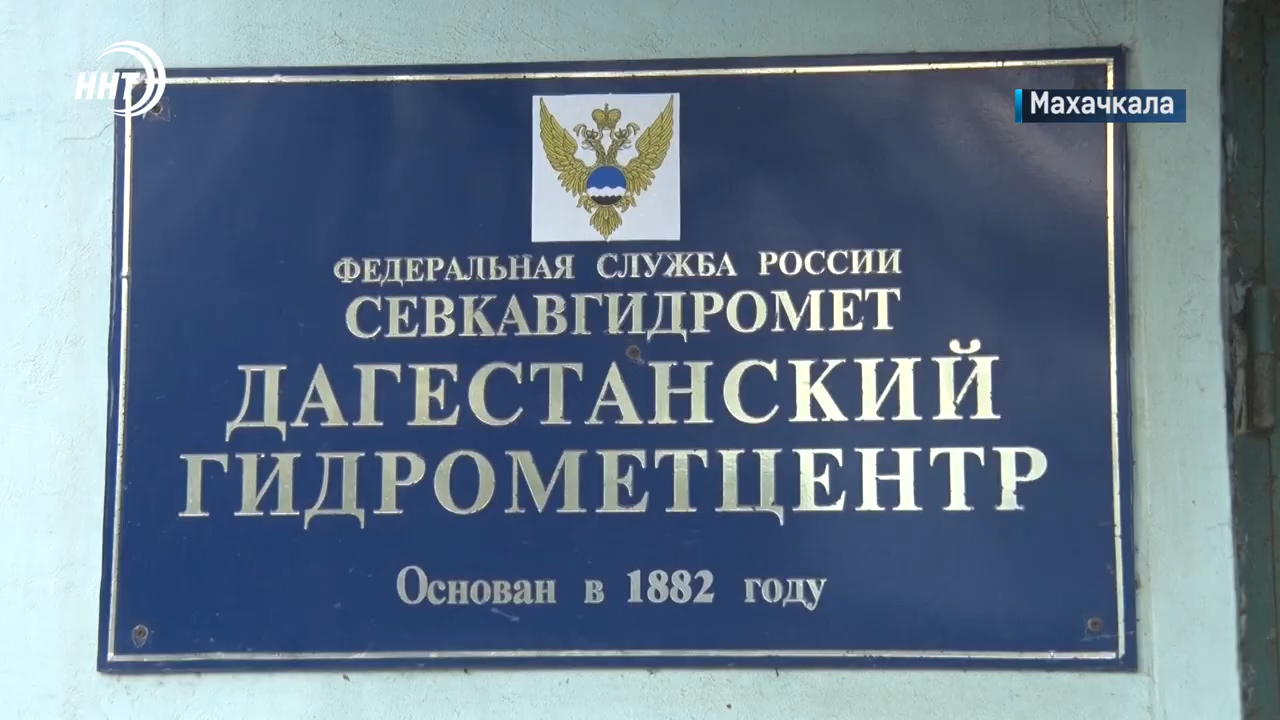 ННТ
Махачкала
ФЕДЕРАЛЬНАЯ СЛУЖБА РОССИИ
СЕВКАВГИДРОМЕТ
ДАГЕСТАНСКИЙ
ГИДРОМЕТЦЕНТР
Основан в 1882 году